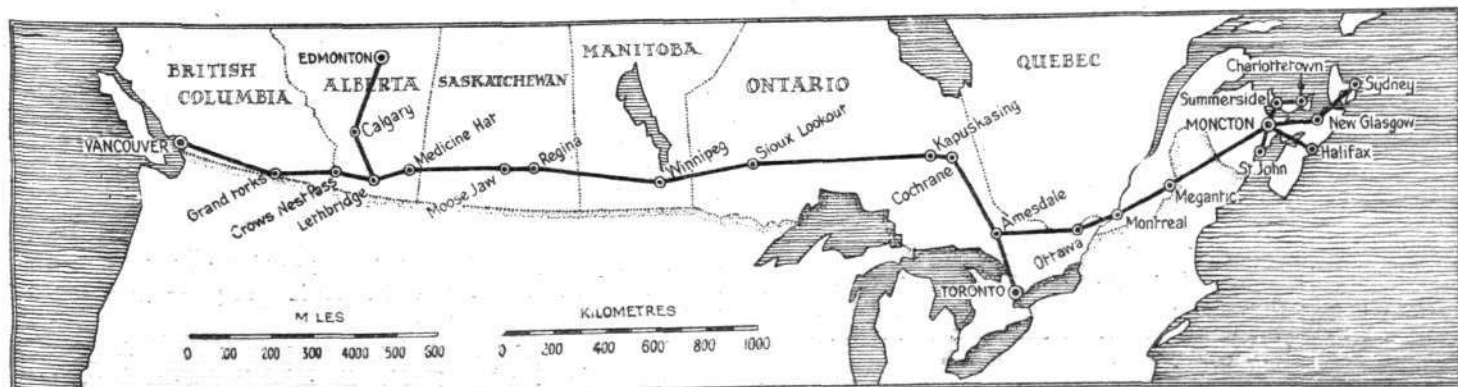 BRITISH
COLUMBIA
EDMONTON
ALBERTA
SASKATCHEWAN
MANITOBA
ONTARIO
QUEBEC
Charlottetown
Summerside
Sydney
MONCTON
New Glasgow
Halifax
St John
VANCOUVER
Grand Forks
Crows Nest Pass
Lethbridge
Calgary
Medicine Hat
Moose Jaw
Regina
Winnipeg
Sioux Lookout
Kapuskasing
Cochrane
Amesdale
Ottawa
Montreal
Megantic
TORONTO
MILES
0 100 200 300 4000 500 600
KILOMETRES
0 200 400 600 800 1000